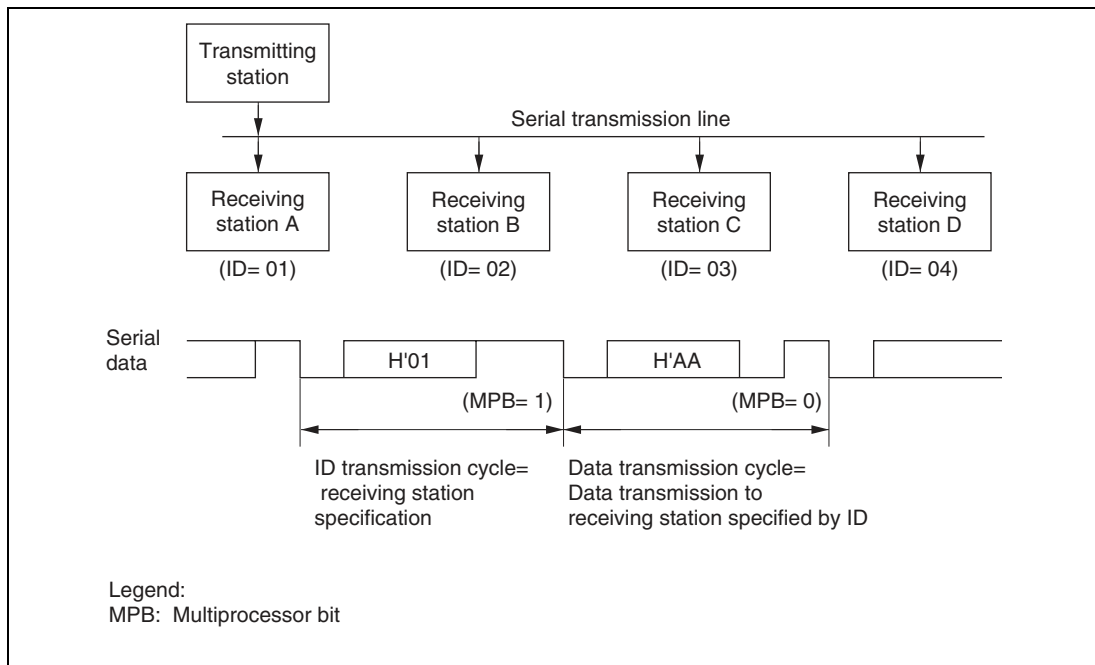 Transmitting
station
Serial transmission line
Receiving
station A
Receiving
station B
Receiving
station C
Receiving
station D
(ID= 01)
(ID= 02)
(ID= 03)
(ID= 04)
Serial
data
H'01
H'AA
(MPB= 1)
(MPB= 0)
ID transmission cycle=
receiving station
specification
Data transmission cycle=
Data transmission to
receiving station specified by ID
Legend:
MPB: Multiprocessor bit